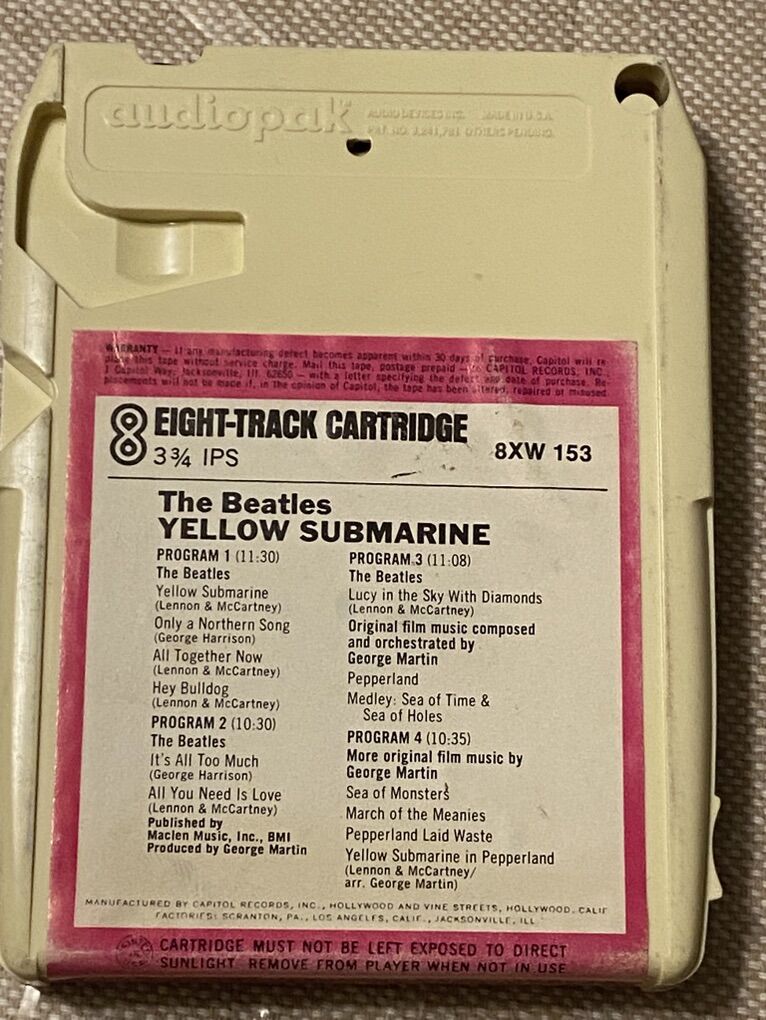 audiopak™ AUDIO DEVICES INC. MADE IN U.S.A.
PAT. NO. 3,241,781 OTHERS PENDING.
WARRANTY — If any manufacturing defect becomes apparent within 30 days of purchase, Capitol will re-
place this tape without service charge. Mail this tape, postage prepaid — to CAPITOL RECORDS, INC.,
1 Capitol Way, Jacksonville, Ill. 62650 — with a letter specifying the defect and date of purchase. Re-
placements will not be made if, in the opinion of Capitol, the tape has been altered, repaired or misused.
8 EIGHT-TRACK CARTRIDGE
3¾ IPS 8XW 153
The Beatles
YELLOW SUBMARINE
PROGRAM 1 (11:30)
The Beatles
Yellow Submarine
(Lennon & McCartney)
Only a Northern Song
(George Harrison)
All Together Now
(Lennon & McCartney)
Hey Bulldog
(Lennon & McCartney)
PROGRAM 2 (10:30)
The Beatles
It's All Too Much
(George Harrison)
All You Need Is Love
(Lennon & McCartney)
Published by
Maclen Music, Inc., BMI
Produced by George Martin
PROGRAM 3 (11:08)
The Beatles
Lucy in the Sky With Diamonds
(Lennon & McCartney)
Original film music composed
and orchestrated by
George Martin
Pepperland
Medley: Sea of Time &
Sea of Holes
PROGRAM 4 (10:35)
More original film music by
George Martin
Sea of Monsters
March of the Meanies
Pepperland Laid Waste
Yellow Submarine in Pepperland
(Lennon & McCartney/
arr. George Martin)
MANUFACTURED BY CAPITOL RECORDS, INC., HOLLYWOOD AND VINE STREETS, HOLLYWOOD, CALIF.
FACTORIES: SCRANTON, PA., LOS ANGELES, CALIF., JACKSONVILLE, ILL.
CARTRIDGE MUST NOT BE LEFT EXPOSED TO DIRECT
SUNLIGHT. REMOVE FROM PLAYER WHEN NOT IN USE